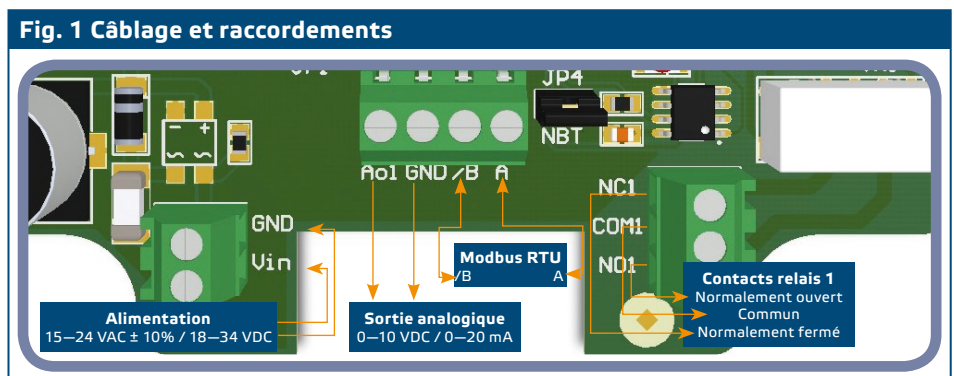 Fig. 1 Câblage et raccordements
JP4
NBT
Ao1 GND /B A
NC1
COM1
NO1
GND
Vin
Modbus RTU
/B A
Alimentation
15—24 VAC ± 10% / 18—34 VDC
Sortie analogique
0—10 VDC / 0—20 mA
Contacts relais 1
Normalement ouvert
Commun
Normalement fermé